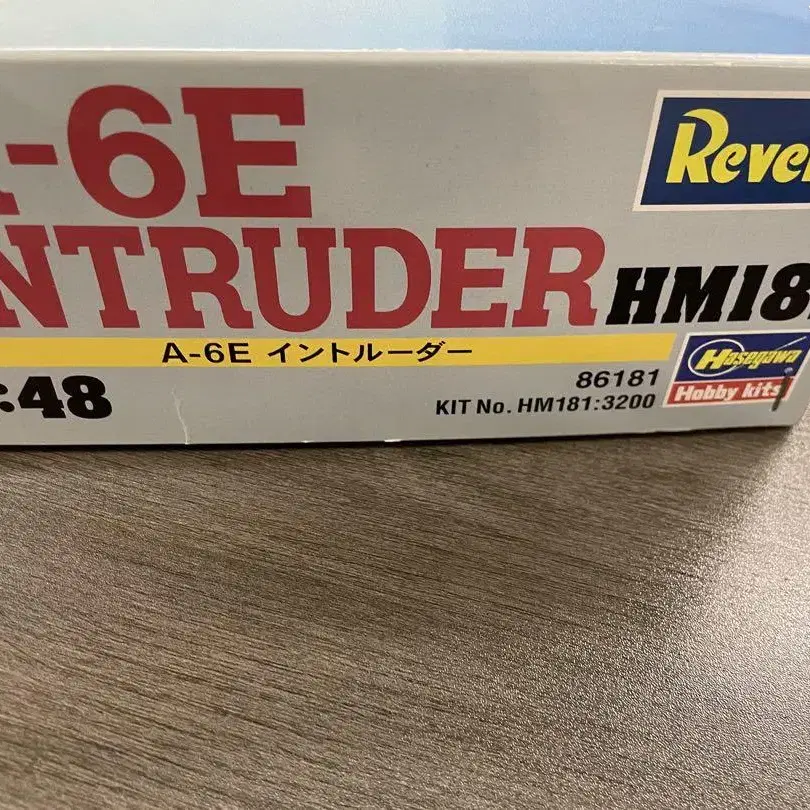 -6E
NTRUDER
Reve
HM18
A-6E イントルーダー
:48
86181
KIT No. HM181:3200
Hasegawa
Hobby kits